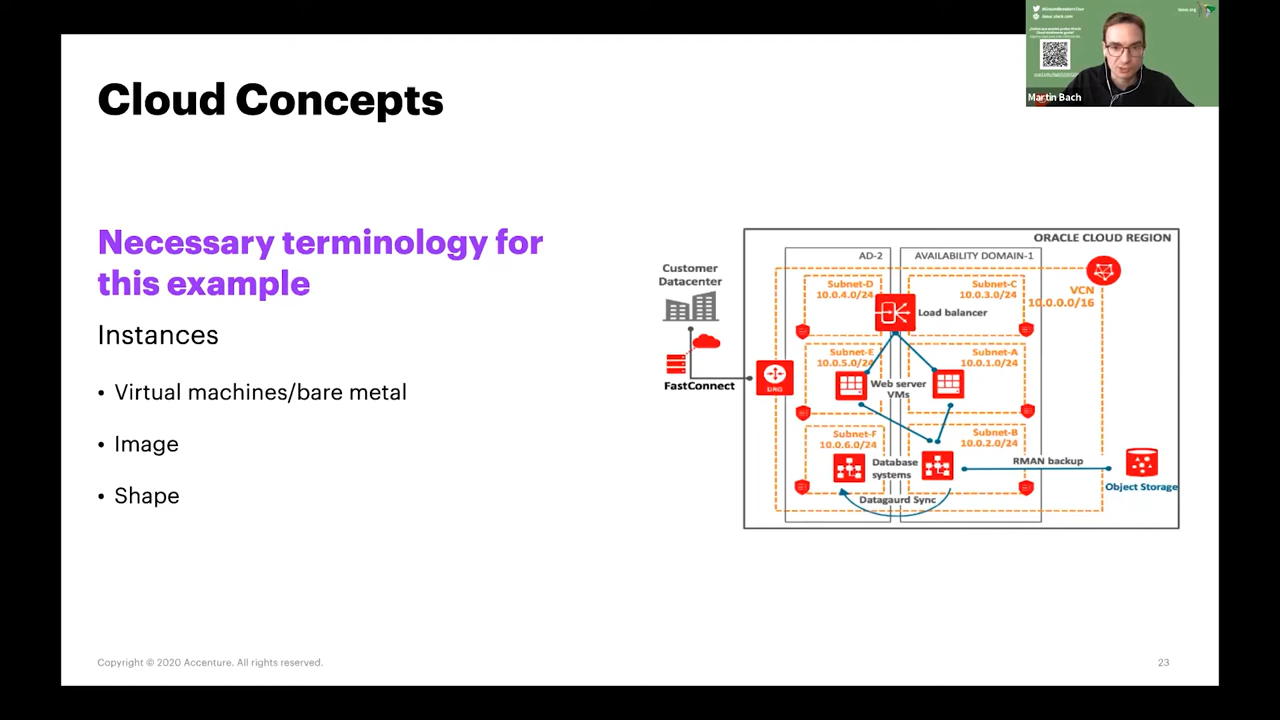 Cloud Concepts
Necessary terminology for
this example
Instances
• Virtual machines/bare metal
• Image
• Shape
Customer
Datacenter
FastConnect
DRG
ORACLE CLOUD REGION
AD-2
AVAILABILITY DOMAIN-1
VCN
10.0.0.0/16
Subnet-D
10.0.4.0/24
Subnet-C
10.0.3.0/24
Load balancer
Subnet-E
10.0.5.0/24
Subnet-A
10.0.1.0/24
Web server
VMs
Subnet-F
10.0.6.0/24
Subnet-B
10.0.2.0/24
Database
systems
RMAN backup
Object Storage
Datagaurd Sync
Copyright © 2020 Accenture. All rights reserved.
23
Martin Bach